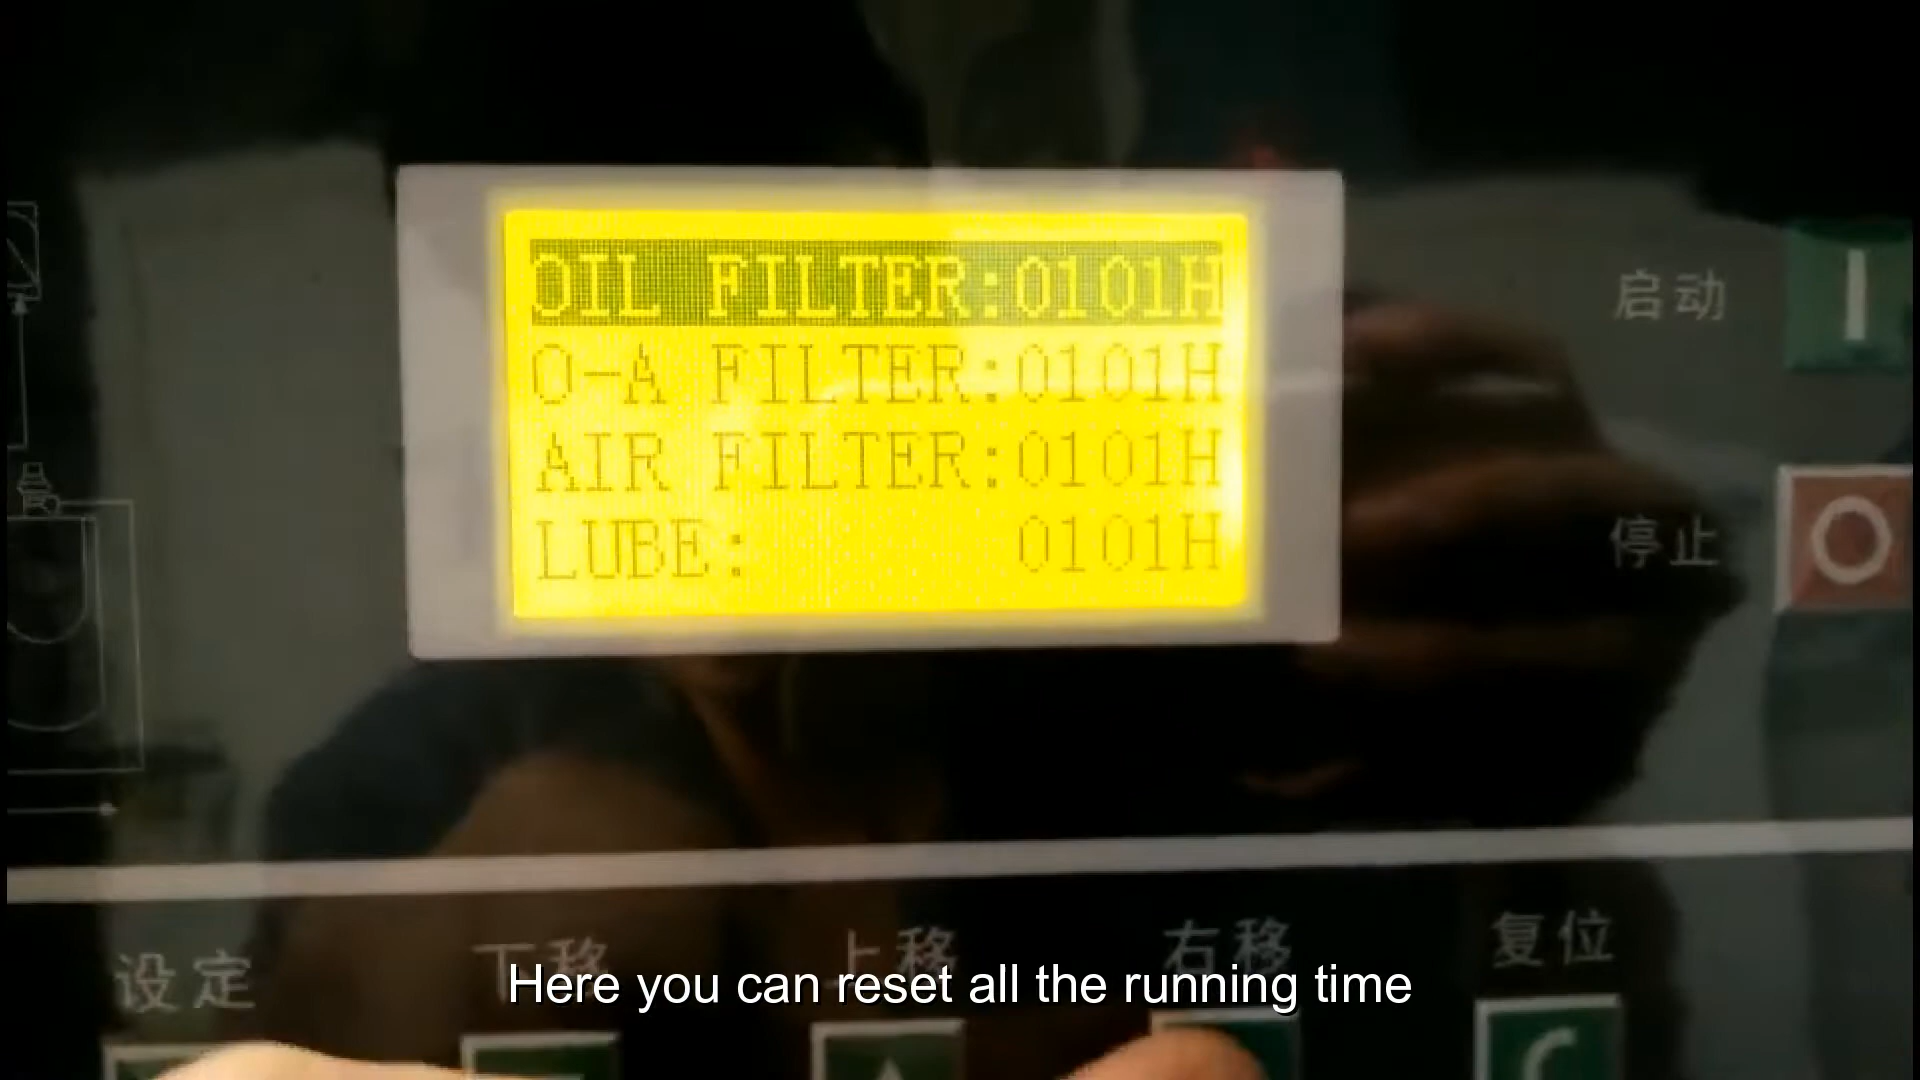 OIL FILTER:0101H
O-A FILTER:0101H
AIR FILTER:0101H
LUBE: 0101H
启动
停止
设定
下移
上移
右移
复位
Here you can reset all the running time